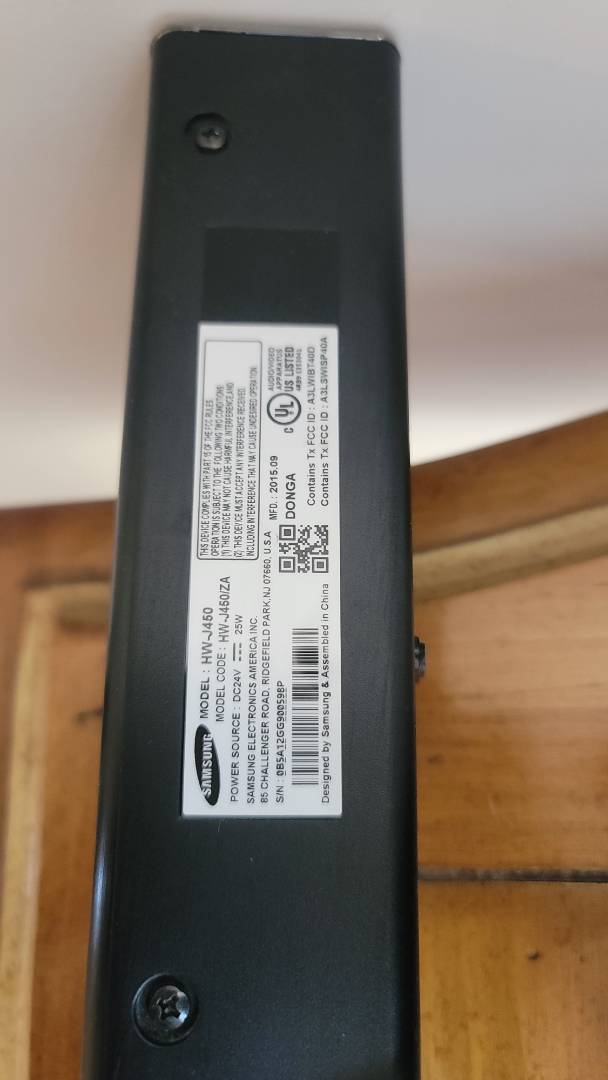 SAMSUNG
MODEL : HW-J450
MODEL CODE : HW-J450/ZA
POWER SOURCE : DC24V 25W
SAMSUNG ELECTRONICS AMERICA INC.
85 CHALLENGER ROAD, RIDGEFIELD PARK,NJ 07660, U.S.A
S/N : 0B5A12GG900598P
Designed by Samsung & Assembled in China
THIS DEVICE COMPLIES WITH PART 15 OF THE FCC RULES
OPERATION IS SUBJECT TO THE FOLLOWING TWO CONDITIONS:
(1) THIS DEVICE MAY NOT CAUSE HARMFUL INTERFERENCE,AND
(2) THIS DEVICE MUST ACCEPT ANY INTERFERENCE RECEIVED,
INCLUDING INTERFERENCE THAT MAY CAUSE UNDESIRED OPERATION
MFD. : 2015.09
DONGA
C UL US LISTED
AUDIO/VIDEO
APPARATUS
Contains Tx FCC ID : A3LWIBT40D
Contains Tx FCC ID : A3LSWISP40A